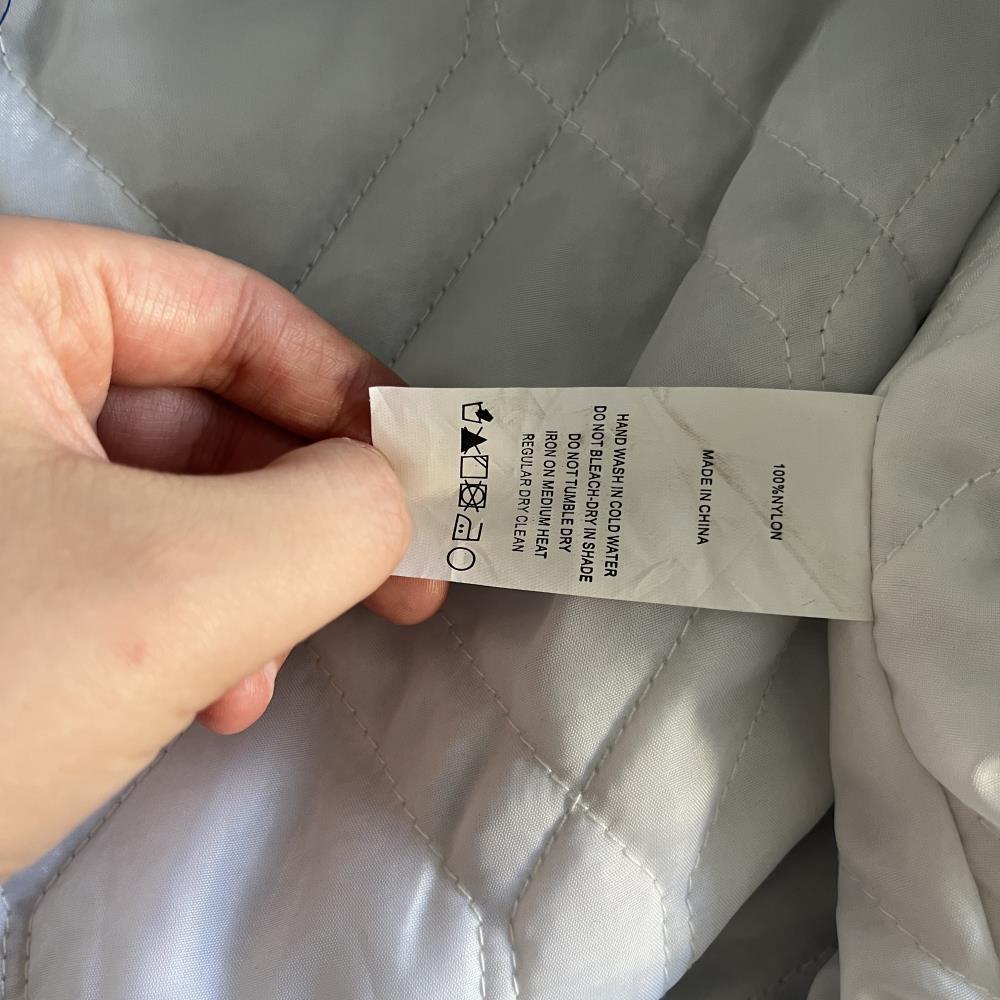 100%NYLON
MADE IN CHINA
HAND WASH IN COLD WATER
DO NOT BLEACH-DRY IN SHADE
DO NOT TUMBLE DRY
IRON ON MEDIUM HEAT
REGULAR DRY CLEAN